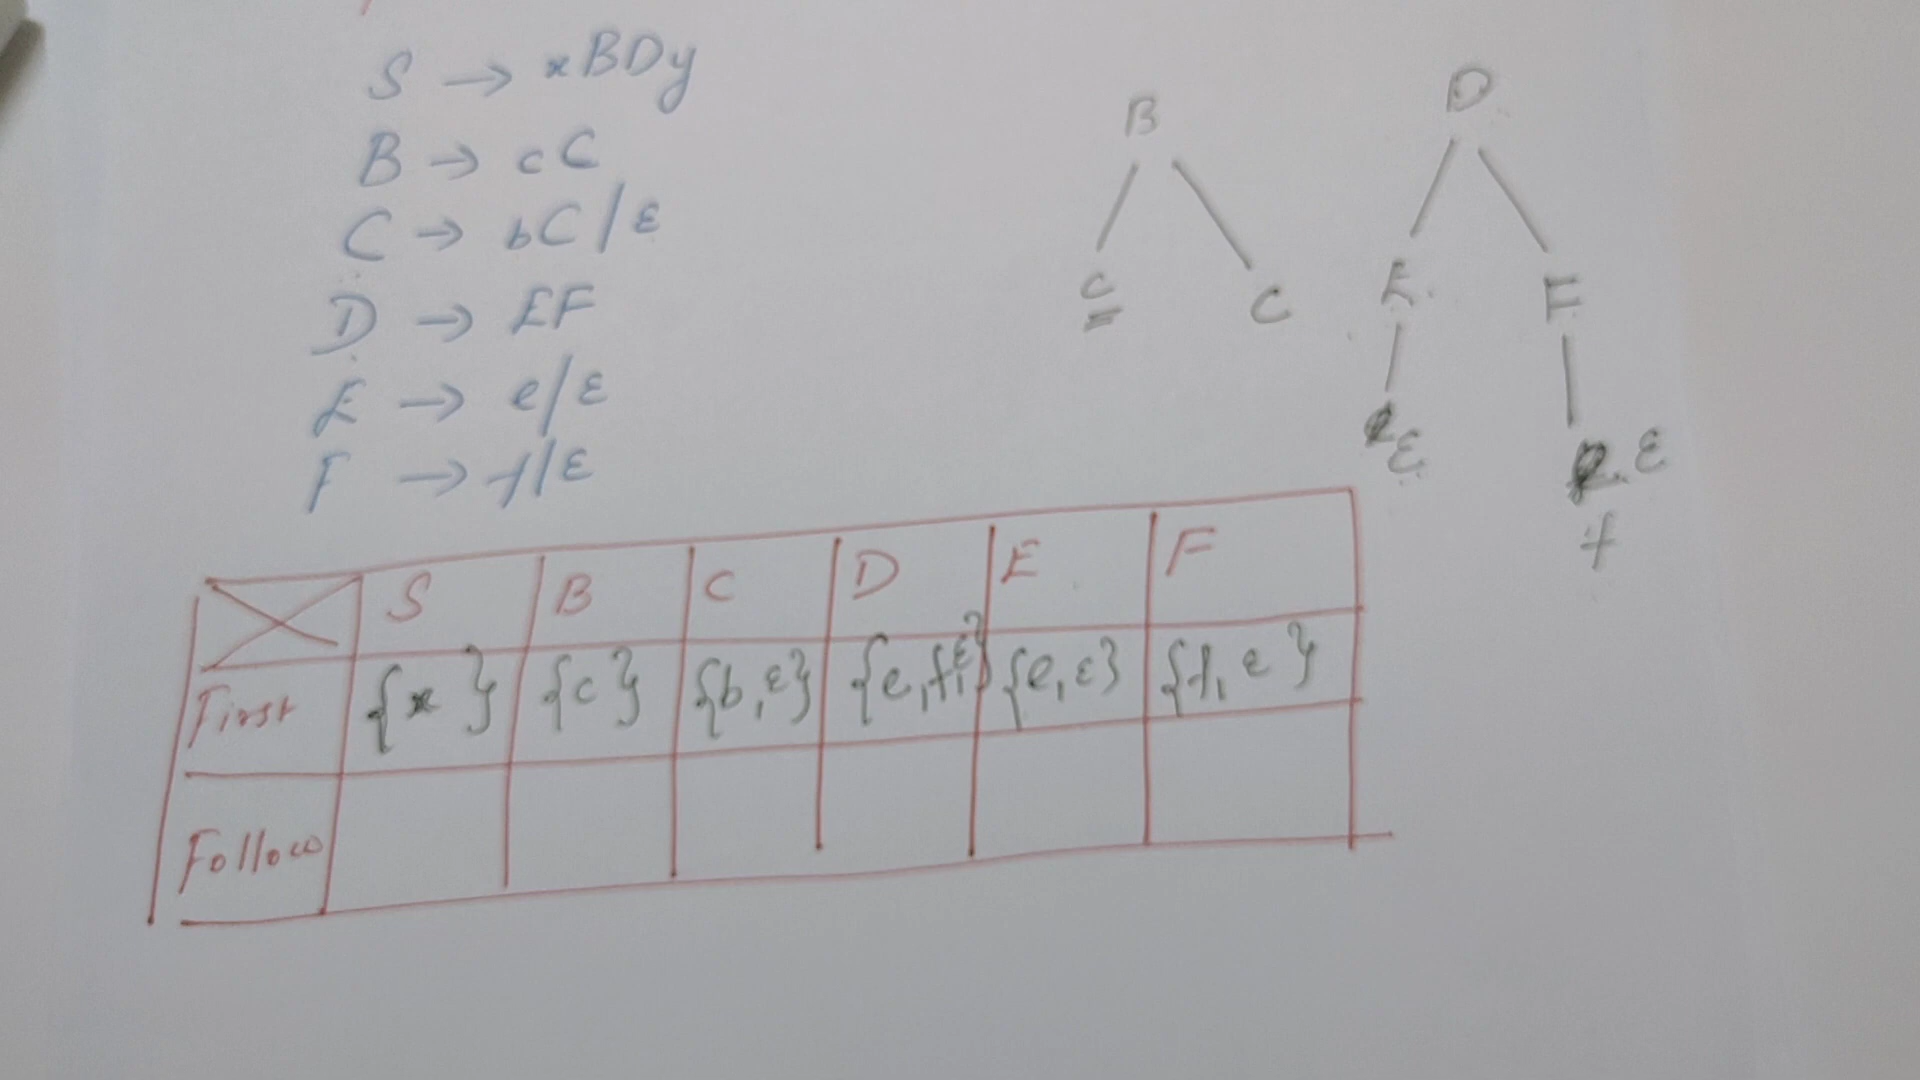 S → xBDy
B → cC
C → bC/ε
D → EF
E → e/ε
F → f/ε
B
c C
D
E F
ε ε
f
S B C D E F
First {x} {c} {b,ε} {e,f,ε} {e,ε} {f,ε}
Follow